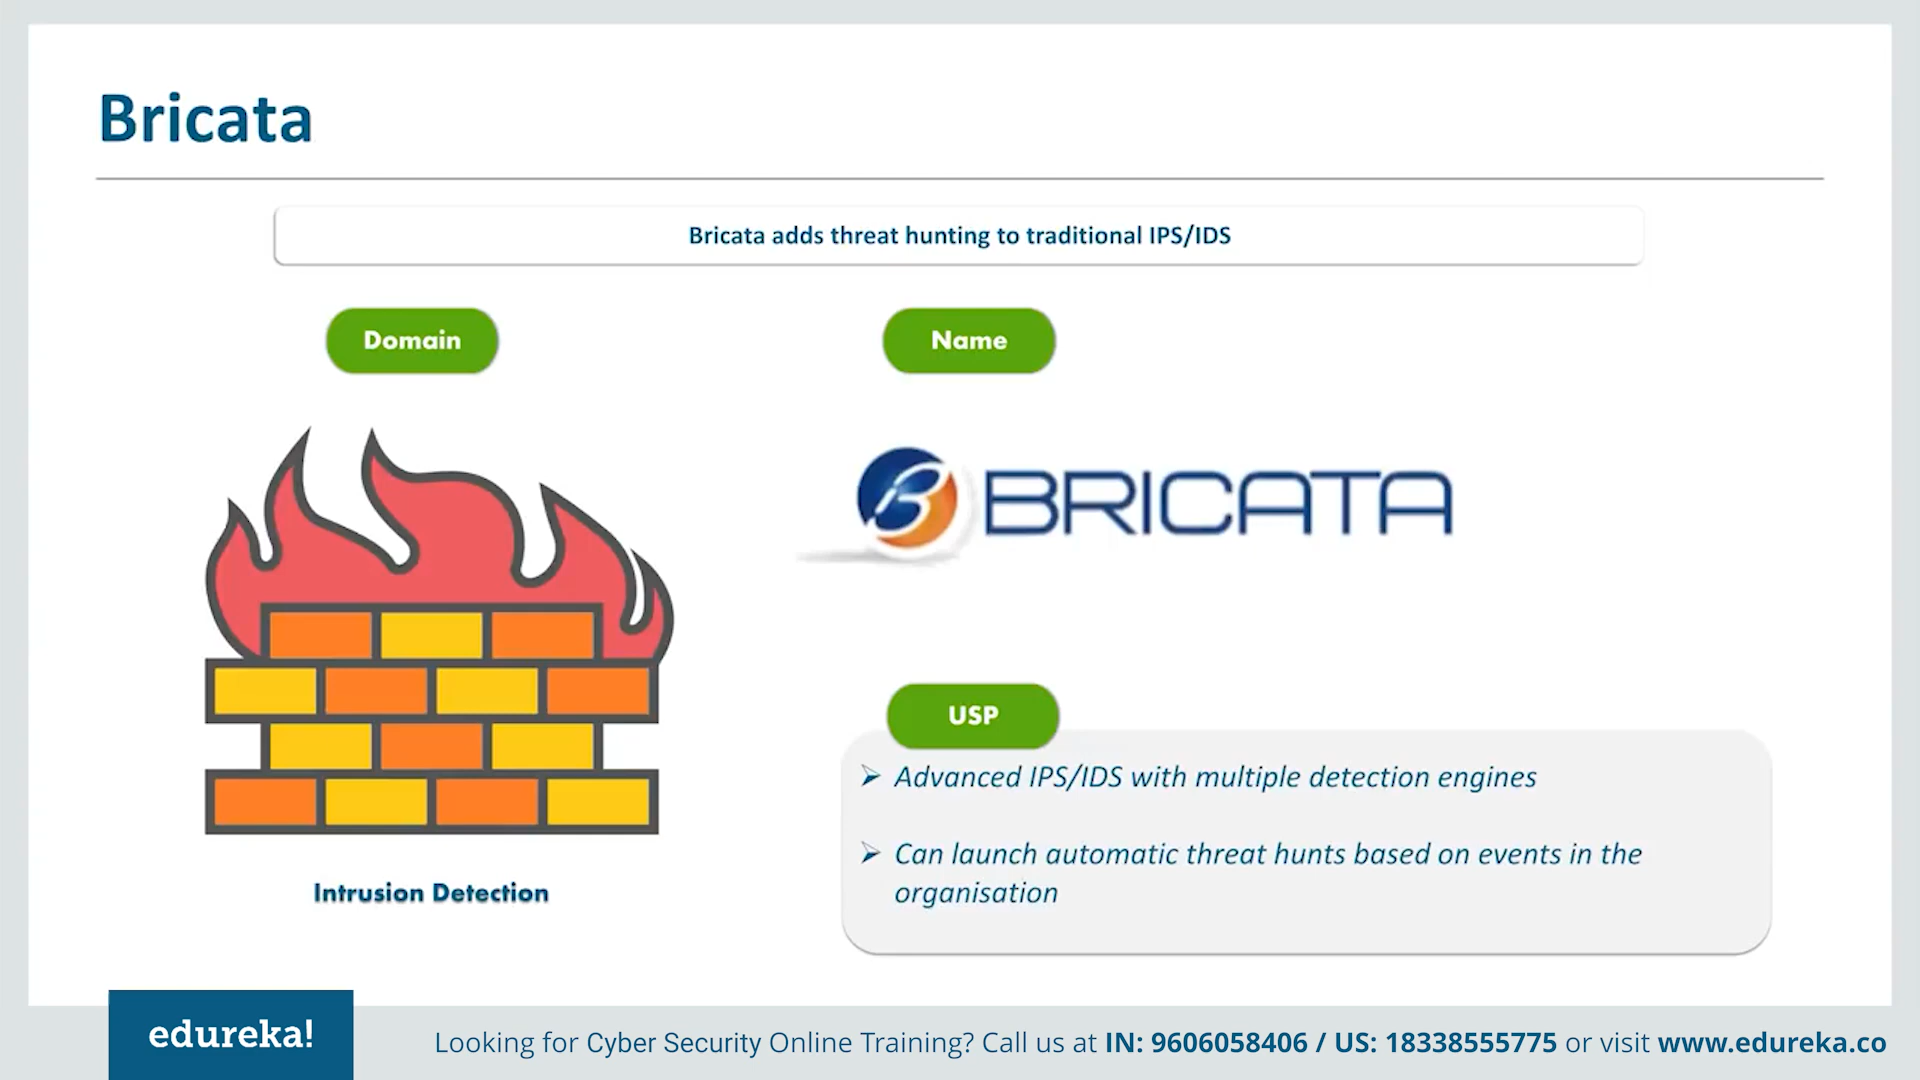 Bricata
Bricata adds threat hunting to traditional IPS/IDS
Domain
Name
BRICATA
USP
Advanced IPS/IDS with multiple detection engines
Can launch automatic threat hunts based on events in the
organisation
Intrusion Detection
edureka!
Looking for Cyber Security Online Training? Call us at IN: 9606058406 / US: 18338555775 or visit www.edureka.co